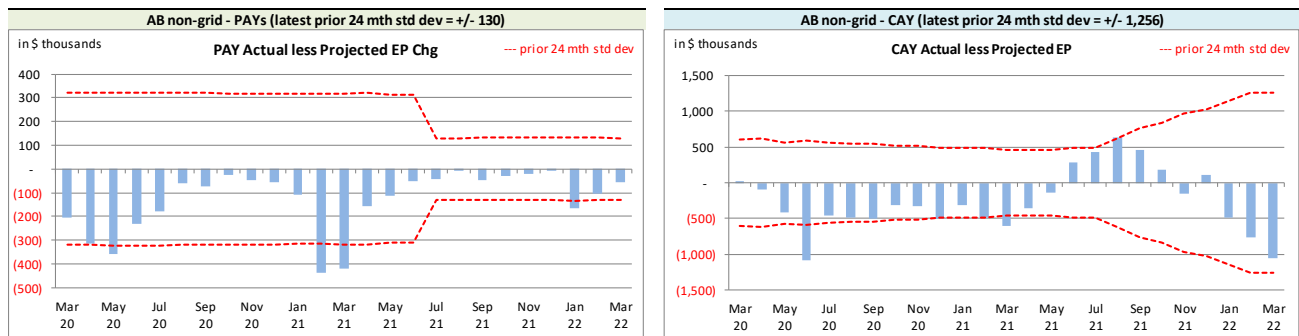 AB non-grid - PAYs (latest prior 24 mth std dev = +/- 130)
in $ thousands
PAY Actual less Projected EP Chg
--- prior 24 mth std dev
400
300
200
100
-
(100)
(200)
(300)
(400)
(500)
Mar 20
May 20
Jul 20
Sep 20
Nov 20
Jan 21
Mar 21
May 21
Jul 21
Sep 21
Nov 21
Jan 22
Mar 22
AB non-grid - CAY (latest prior 24 mth std dev = +/- 1,256)
in $ thousands
CAY Actual less Projected EP
--- prior 24 mth std dev
1,500
1,000
500
-
(500)
(1,000)
(1,500)
Mar 20
May 20
Jul 20
Sep 20
Nov 20
Jan 21
Mar 21
May 21
Jul 21
Sep 21
Nov 21
Jan 22
Mar 22